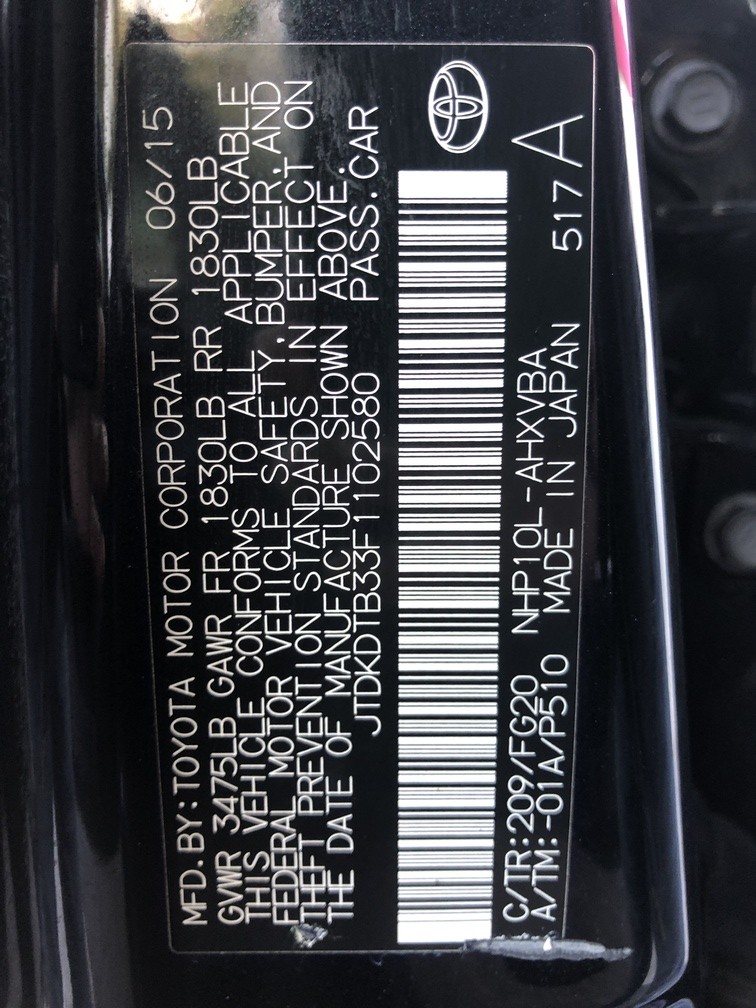 MFD.BY:TOYOTA MOTOR CORPORATION 06/15
GVWR 3475LB GAWR FR 1830LB RR 1830LB
THIS VEHICLE CONFORMS TO ALL APPLICABLE
FEDERAL MOTOR VEHICLE SAFETY, BUMPER, AND
THEFT PREVENTION STANDARDS IN EFFECT ON
THE DATE OF MANUFACTURE SHOWN ABOVE.
JTDKDTB33F1102580 PASS.CAR
C/TR:209/FG20 NHP10L-AHXVBA
A/TM:-01A/P510 MADE IN JAPAN 517A